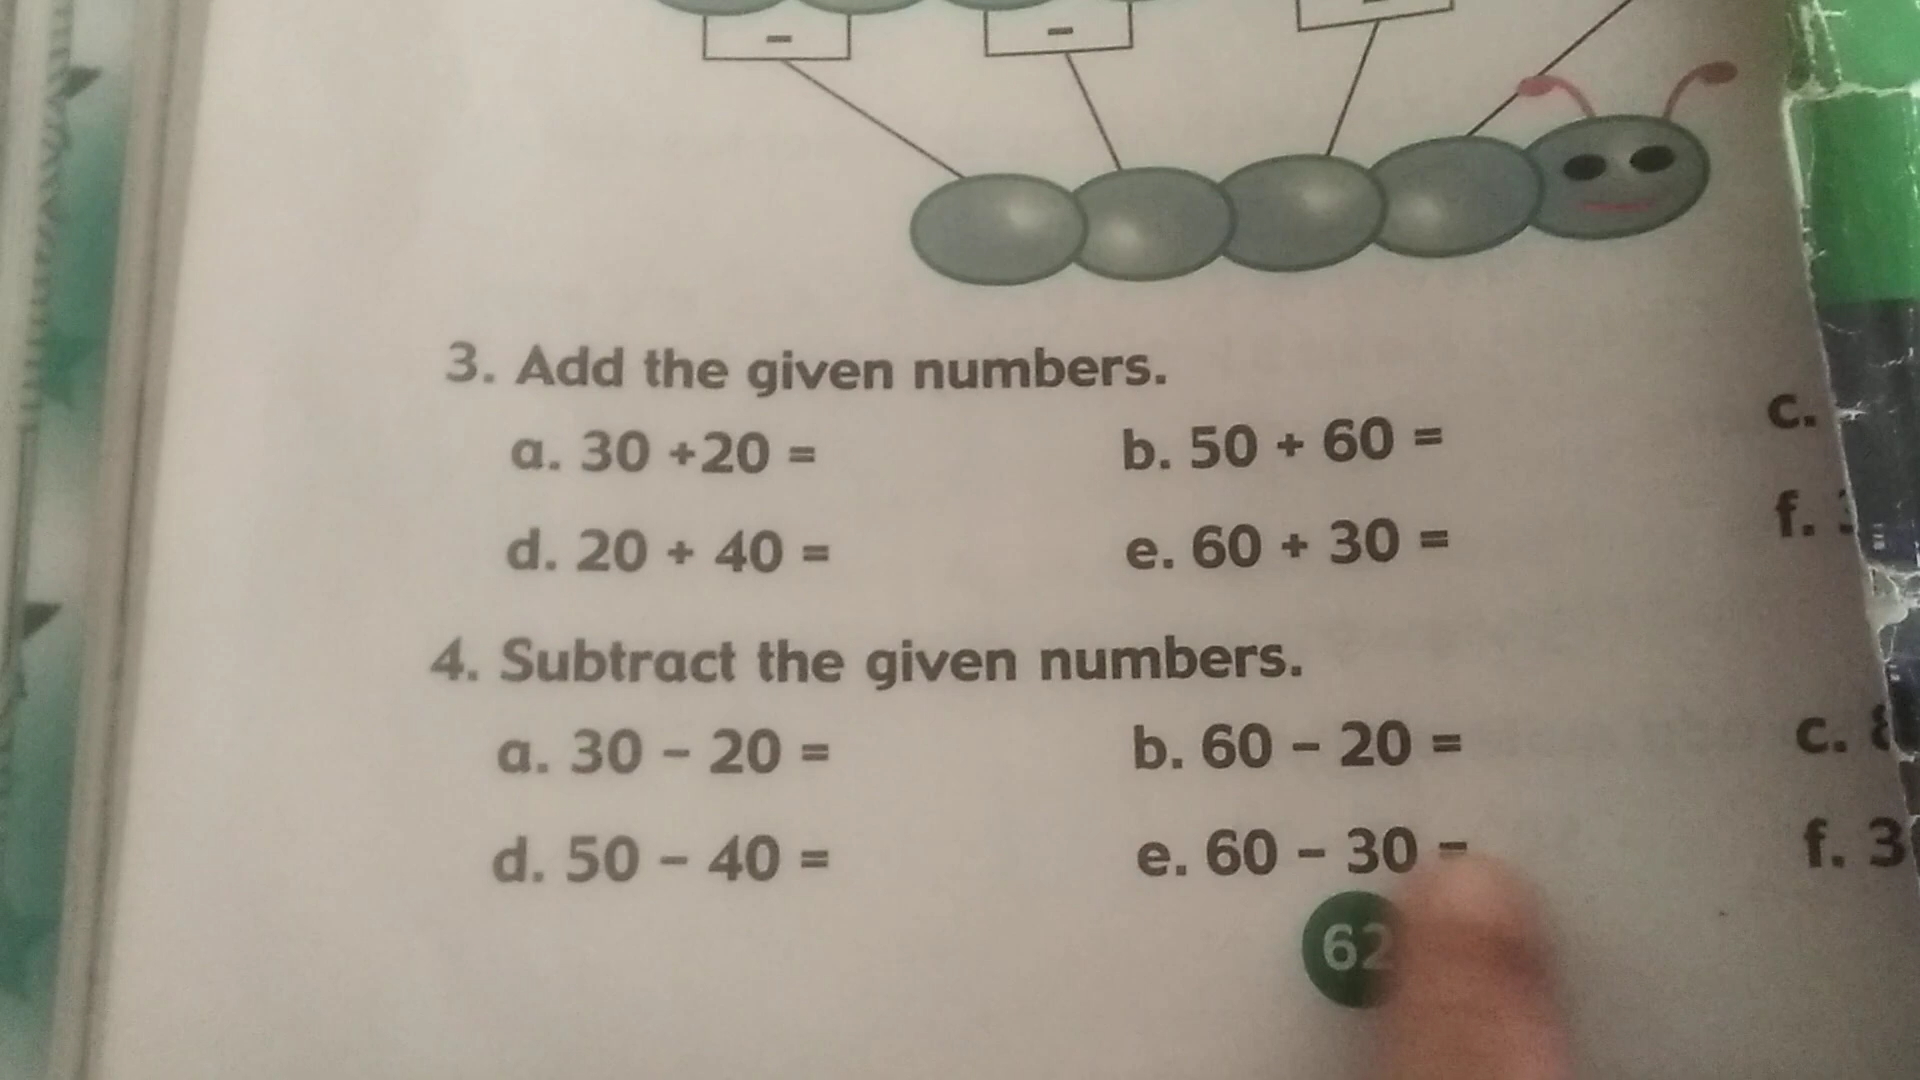 –
–
3. Add the given numbers.
a. 30 +20 =
b. 50 + 60 =
c.
d. 20 + 40 =
e. 60 + 30 =
f.
4. Subtract the given numbers.
a. 30 – 20 =
b. 60 – 20 =
c.
d. 50 – 40 =
e. 60 – 30 =
f. 3
62